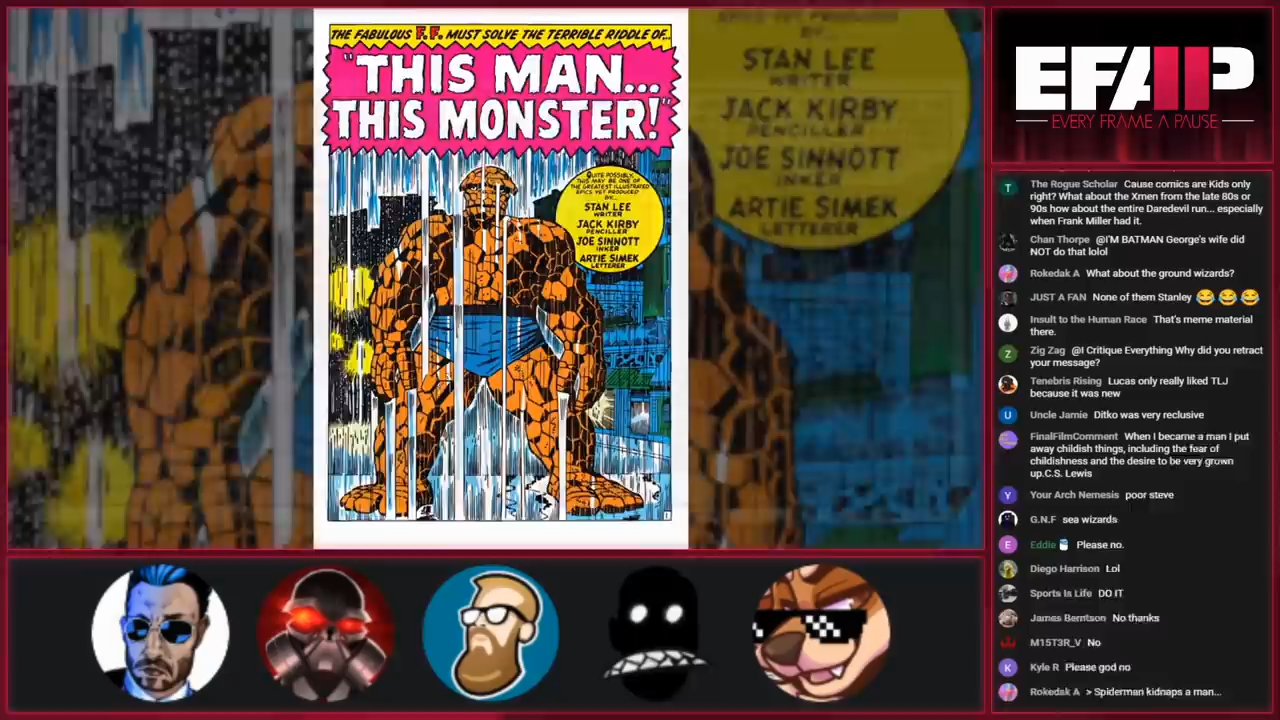 THE FABULOUS F.F. MUST SOLVE THE TERRIBLE RIDDLE OF...
"THIS MAN...
THIS MONSTER!"
QUITE POSSIBLY,
THIS MAY BE ONE OF
THE GREATEST ILLUSTRATED
EPICS YET PRODUCED
BY...
STAN LEE
WRITER
JACK KIRBY
PENCILLER
JOE SINNOTT
INKER
ARTIE SIMEK
LETTERER
1
EPICS YET PRODUCED
BY...
STAN LEE
WRITER
JACK KIRBY
PENCILLER
JOE SINNOTT
INKER
ARTIE SIMEK
LETTERER
EFAP
EVERY FRAME A PAUSE
T
The Rogue Scholar Cause comics are Kids only
right? What about the Xmen from the late 80s or
90s how about the entire Daredevil run... especially
when Frank Miller had it.
Chan Thorpe @I'M BATMAN George's wife did
NOT do that lolol
Rokedak A What about the ground wizards?
JUST A FAN None of them Stanley 😂 😂 😂
Insult to the Human Race That's meme material
there.
Z
Zig Zag @I Critique Everything Why did you retract
your message?
Tenebris Rising Lucas only really liked TLJ
because it was new
U
Uncle Jamie Ditko was very reclusive
FinalFilmComment When I became a man I put
away childish things, including the fear of
childishness and the desire to be very grown
up.C.S. Lewis
Y
Your Arch Nemesis poor steve
G.N.F sea wizards
E
Eddie 🥛 Please no.
Diego Harrison Lol
Sports Is Life DO IT
James Berntson No thanks
M15T3R_V No
K
Kyle R Please god no
Rokedak A > Spiderman kidnaps a man...